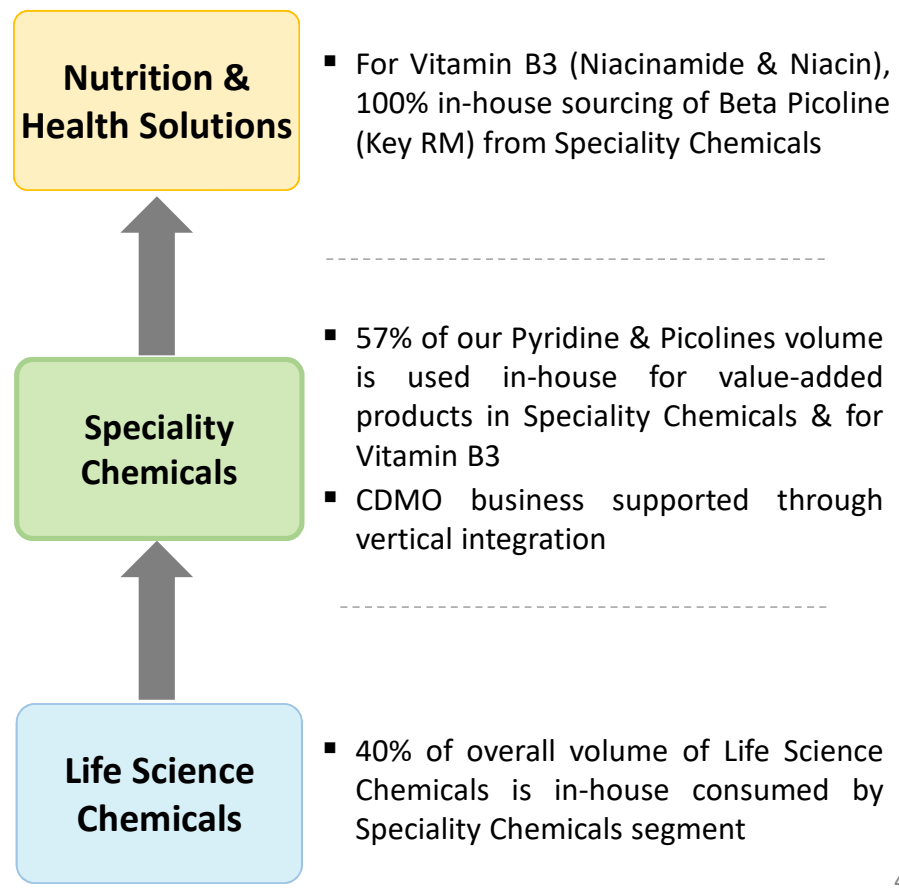 Nutrition &
Health Solutions
▪ For Vitamin B3 (Niacinamide & Niacin),
100% in-house sourcing of Beta Picoline
(Key RM) from Speciality Chemicals
Speciality
Chemicals
▪ 57% of our Pyridine & Picolines volume
is used in-house for value-added
products in Speciality Chemicals & for
Vitamin B3
▪ CDMO business supported through
vertical integration
Life Science
Chemicals
▪ 40% of overall volume of Life Science
Chemicals is in-house consumed by
Speciality Chemicals segment